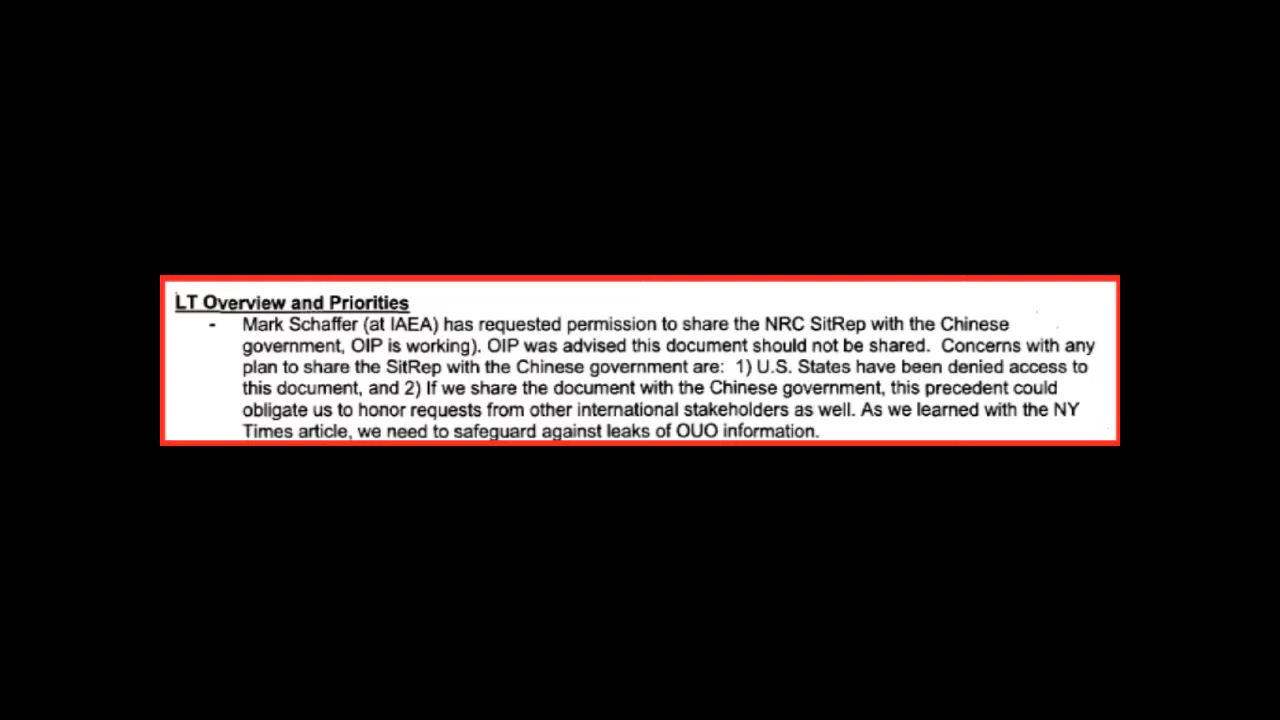 LT Overview and Priorities
- Mark Schaffer (at IAEA) has requested permission to share the NRC SitRep with the Chinese
government, OIP is working). OIP was advised this document should not be shared. Concerns with any
plan to share the SitRep with the Chinese government are: 1) U.S. States have been denied access to
this document, and 2) If we share the document with the Chinese government, this precedent could
obligate us to honor requests from other international stakeholders as well. As we learned with the NY
Times article, we need to safeguard against leaks of OUO information.